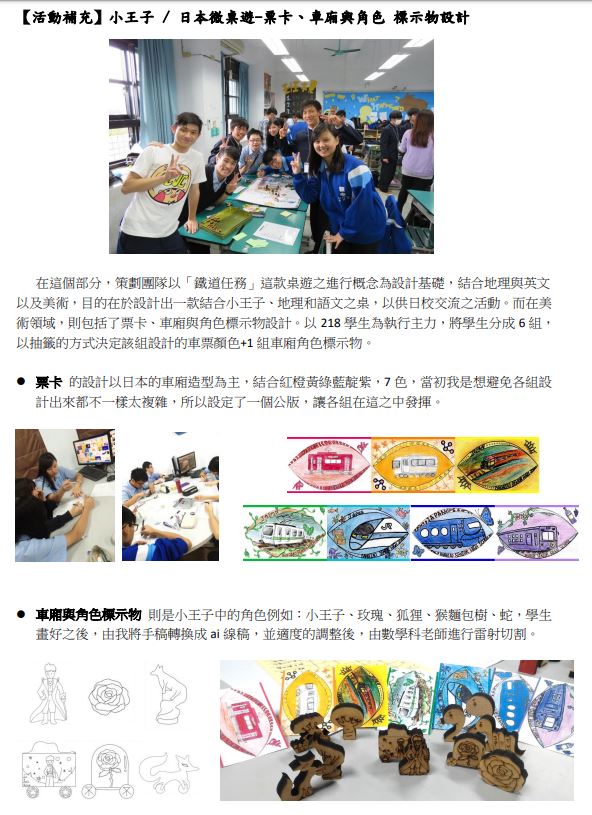 【活動補充】小王子 / 日本微桌遊-票卡、車廂與角色 標示物設計
在這個部分，策劃團隊以「鐵道任務」這款桌遊之進行概念為設計基礎，結合地理與英文
以及美術，目的在於設計出一款結合小王子、地理和語文之桌，以供日校交流之活動。而在美
術領域，則包括了票卡、車廂與角色標示物設計。以 218 學生為執行主力，將學生分成 6 組，
以抽籤的方式決定該組設計的車票顏色+1 組車廂角色標示物。
● 票卡 的設計以日本的車廂造型為主，結合紅橙黃綠藍靛紫，7 色，當初我是想避免各組設
計出來都不一樣太複雜，所以設定了一個公版，讓各組在這之中發揮。
● 車廂與角色標示物 則是小王子中的角色例如：小王子、玫瑰、狐狸、猴麵包樹、蛇，學生
畫好之後，由我將手稿轉換成 ai 線稿，並適度的調整後，由數學科老師進行雷射切割。